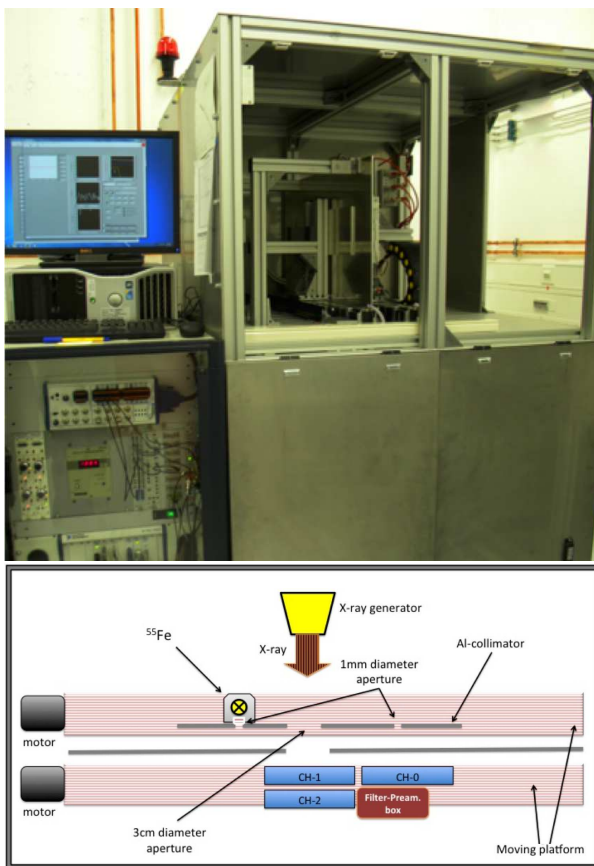 X-ray generator
⁵⁵Fe
X-ray
1mm diameter
aperture
Al-collimator
motor
CH-1
CH-0
motor
CH-2
Filter-Pream.
box
3cm diameter
aperture
Moving platform